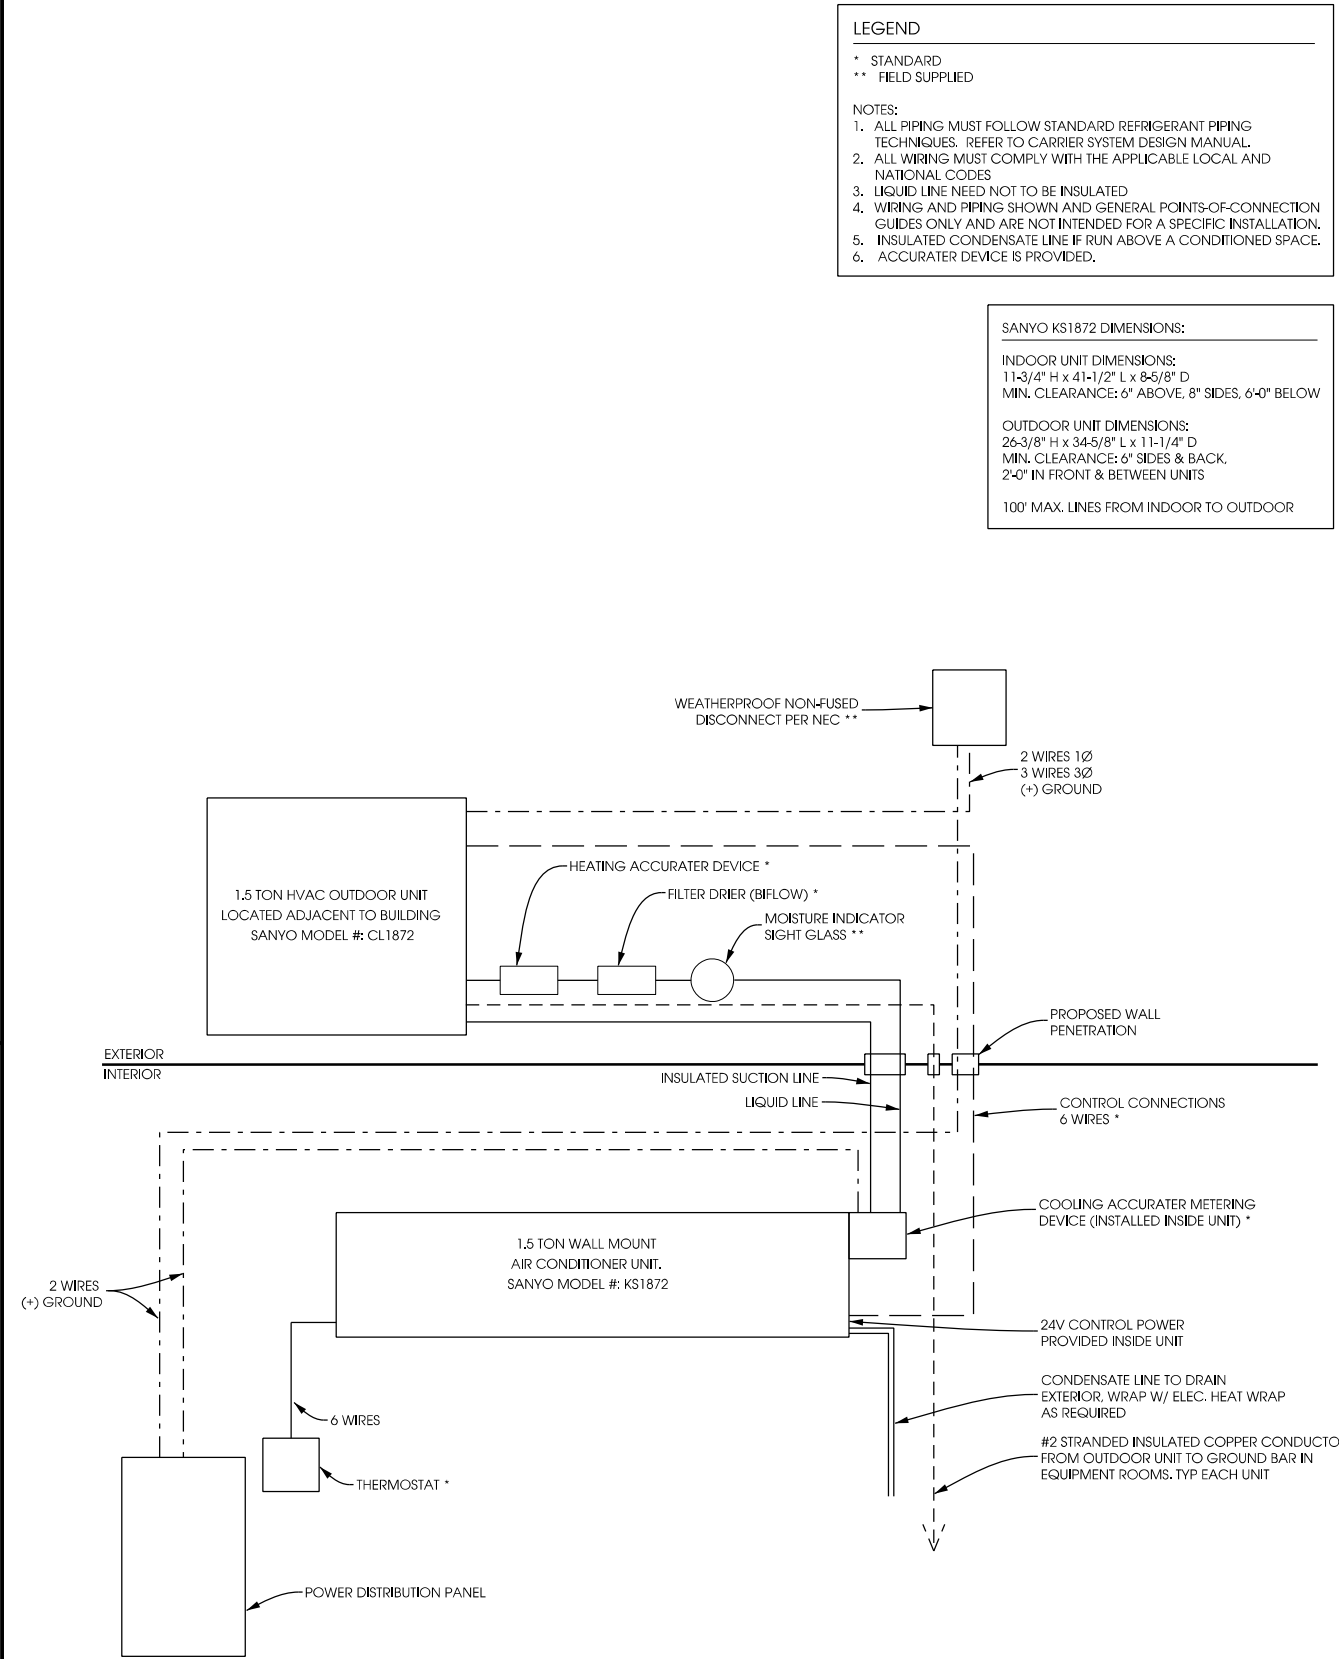 LEGEND
* STANDARD
** FIELD SUPPLIED
NOTES:
1. ALL PIPING MUST FOLLOW STANDARD REFRIGERANT PIPING
TECHNIQUES. REFER TO CARRIER SYSTEM DESIGN MANUAL.
2. ALL WIRING MUST COMPLY WITH THE APPLICABLE LOCAL AND
NATIONAL CODES
3. LIQUID LINE NEED NOT TO BE INSULATED
4. WIRING AND PIPING SHOWN AND GENERAL POINTS-OF-CONNECTION
GUIDES ONLY AND ARE NOT INTENDED FOR A SPECIFIC INSTALLATION.
5. INSULATED CONDENSATE LINE IF RUN ABOVE A CONDITIONED SPACE.
6. ACCURATER DEVICE IS PROVIDED.
SANYO KS1872 DIMENSIONS:
INDOOR UNIT DIMENSIONS:
11-3/4" H x 41-1/2" L x 8-5/8" D
MIN. CLEARANCE: 6" ABOVE, 8" SIDES, 6'-0" BELOW
OUTDOOR UNIT DIMENSIONS:
26-3/8" H x 34-5/8" L x 11-1/4" D
MIN. CLEARANCE: 6" SIDES & BACK,
2'-0" IN FRONT & BETWEEN UNITS
100' MAX. LINES FROM INDOOR TO OUTDOOR
WEATHERPROOF NON-FUSED
DISCONNECT PER NEC **
2 WIRES 1Ø
3 WIRES 3Ø
(+) GROUND
1.5 TON HVAC OUTDOOR UNIT
LOCATED ADJACENT TO BUILDING
SANYO MODEL #: CL1872
HEATING ACCURATER DEVICE *
FILTER DRIER (BIFLOW) *
MOISTURE INDICATOR
SIGHT GLASS **
PROPOSED WALL
PENETRATION
EXTERIOR
INTERIOR
INSULATED SUCTION LINE
LIQUID LINE
CONTROL CONNECTIONS
6 WIRES *
COOLING ACCURATER METERING
DEVICE (INSTALLED INSIDE UNIT) *
1.5 TON WALL MOUNT
AIR CONDITIONER UNIT.
SANYO MODEL #: KS1872
2 WIRES
(+) GROUND
24V CONTROL POWER
PROVIDED INSIDE UNIT
CONDENSATE LINE TO DRAIN
EXTERIOR, WRAP W/ ELEC. HEAT WRAP
AS REQUIRED
6 WIRES
#2 STRANDED INSULATED COPPER CONDUCTO
FROM OUTDOOR UNIT TO GROUND BAR IN
EQUIPMENT ROOMS. TYP EACH UNIT
THERMOSTAT *
POWER DISTRIBUTION PANEL